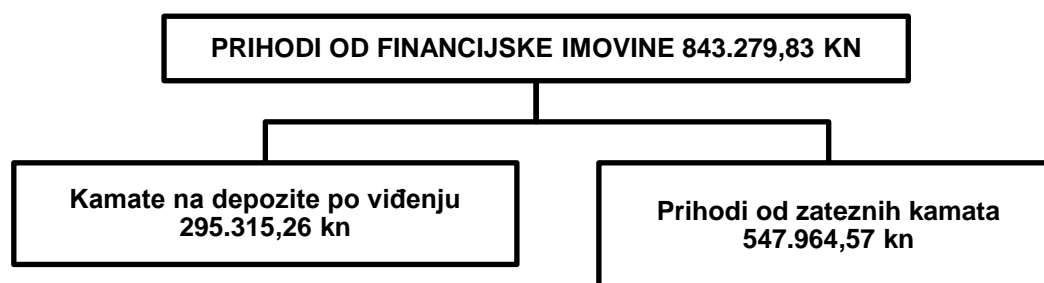 PRIHODI OD FINANCIJSKE IMOVINE 843.279,83 KN
Kamate na depozite po viđenju
295.315,26 kn
Prihodi od zateznih kamata
547.964,57 kn